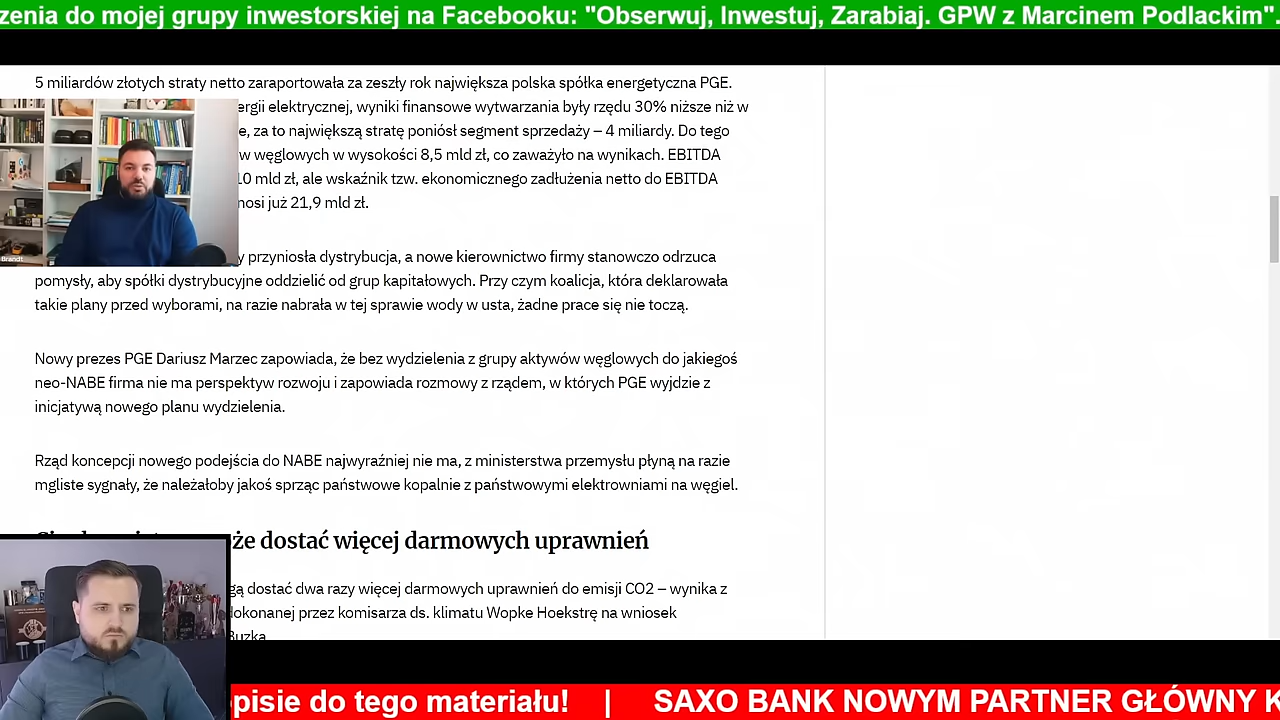 zenia do mojej grupy inwestorskiej na Facebooku: "Obserwuj, Inwestuj, Zarabiaj. GPW z Marcinem Podlackim".
5 miliardów złotych straty netto zaraportowała za zeszły rok największa polska spółka energetyczna PGE.
ergii elektrycznej, wyniki finansowe wytwarzania były rzędu 30% niższe niż w
e, za to największą stratę poniósł segment sprzedaży – 4 miliardy. Do tego
w węglowych w wysokości 8,5 mld zł, co zaważyło na wynikach. EBITDA
10 mld zł, ale wskaźnik tzw. ekonomicznego zadłużenia netto do EBITDA
nosi już 21,9 mld zł.
y przyniosła dystrybucja, a nowe kierownictwo firmy stanowczo odrzuca
Brandt
pomysły, aby spółki dystrybucyjne oddzielić od grup kapitałowych. Przy czym koalicja, która deklarowała
takie plany przed wyborami, na razie nabrała w tej sprawie wody w usta, żadne prace się nie toczą.
Nowy prezes PGE Dariusz Marzec zapowiada, że bez wydzielenia z grupy aktywów węglowych do jakiegoś
neo-NABE firma nie ma perspektyw rozwoju i zapowiada rozmowy z rządem, w których PGE wyjdzie z
inicjatywą nowego planu wydzielenia.
Rząd koncepcji nowego podejścia do NABE najwyraźniej nie ma, z ministerstwa przemysłu płyną na razie
mgliste sygnały, że należałoby jakoś sprząc państwowe kopalnie z państwowymi elektrowniami na węgiel.
że dostać więcej darmowych uprawnień
gą dostać dwa razy więcej darmowych uprawnień do emisji CO2 – wynika z
dokonanej przez komisarza ds. klimatu Wopke Hoekstrę na wniosek
Buzka
pisie do tego materiału! | SAXO BANK NOWYM PARTNER GŁÓWNY K